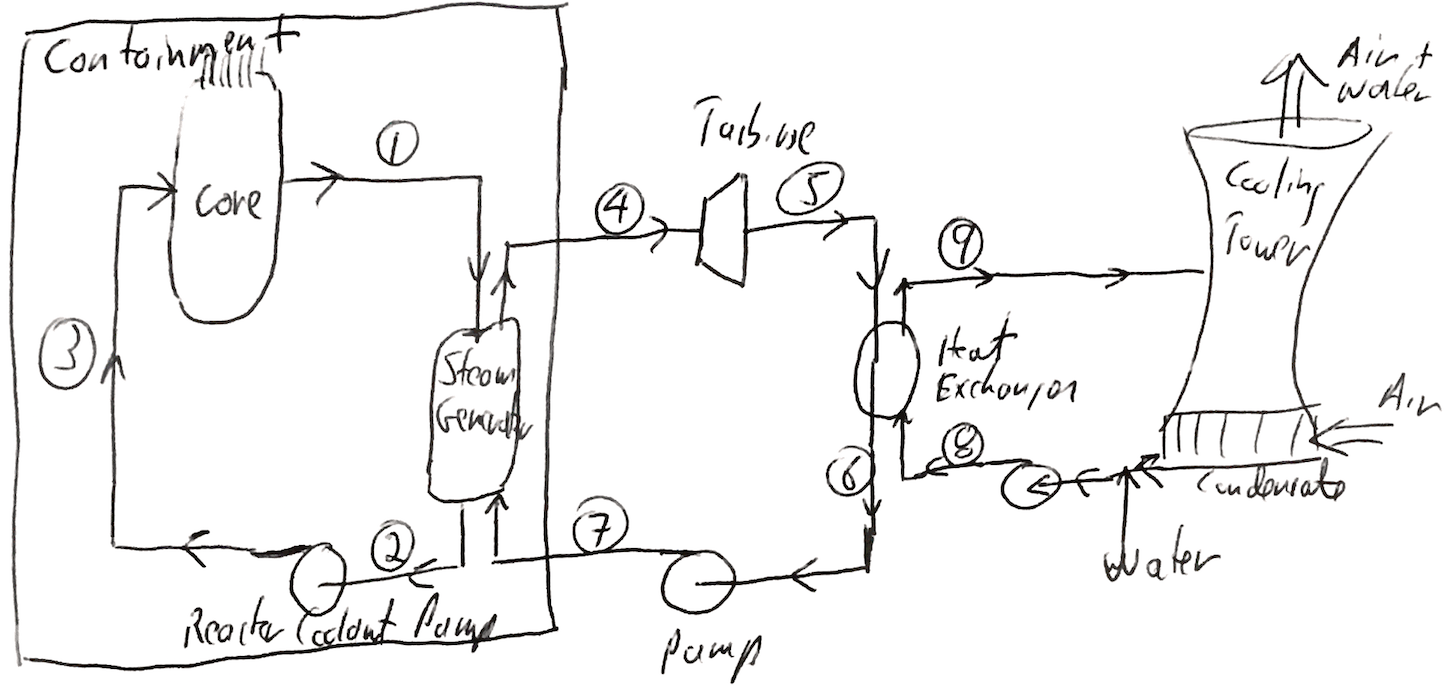 Containment
Core
①
③
Steam
Generator
②
Reactor Coolant Pump
Turbine
④
⑤
⑥
⑦
Pump
⑨
Heat
Exchanger
⑧
Air +
Water
Cooling
Tower
Air
Condensate
Water